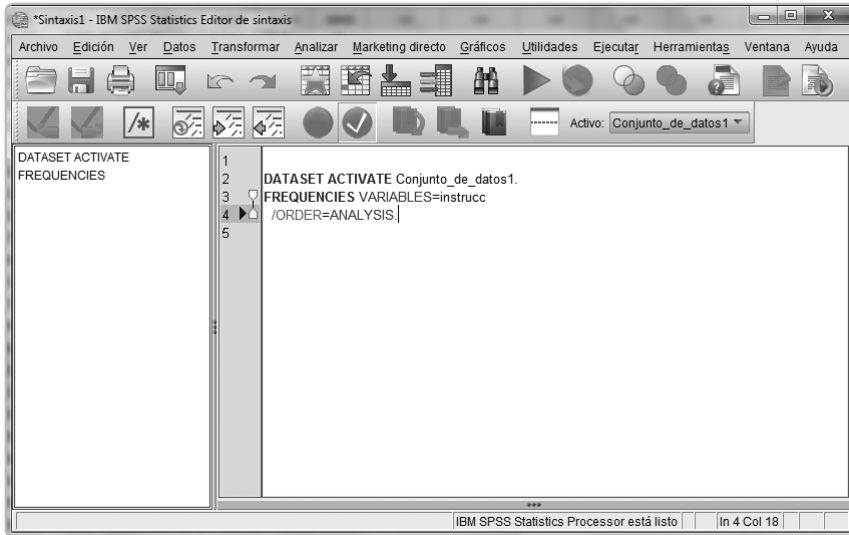 *Sintaxis1 - IBM SPSS Statistics Editor de sintaxis
Archivo Edición Ver Datos Transformar Analizar Marketing directo Gráficos Utilidades Ejecutar Herramientas Ventana Ayuda
Activo: Conjunto_de_datos1
DATASET ACTIVATE
FREQUENCIES
1
2 DATASET ACTIVATE Conjunto_de_datos1.
3 FREQUENCIES VARIABLES=instrucc
4 /ORDER=ANALYSIS.
5
IBM SPSS Statistics Processor está listo In 4 Col 18